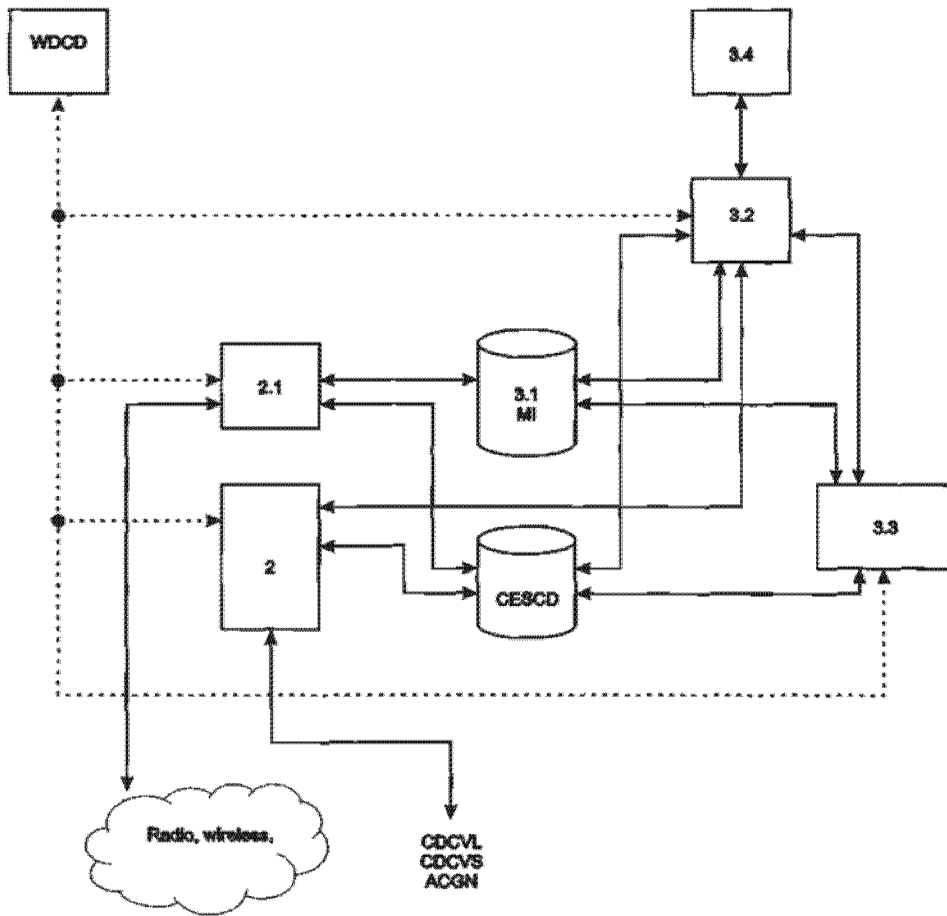 WDCD
3.4
3.2
2.1
3.1
MI
3.3
2
CESCD
Radio, wireless,
CDCVL
CDCVS
ACGN